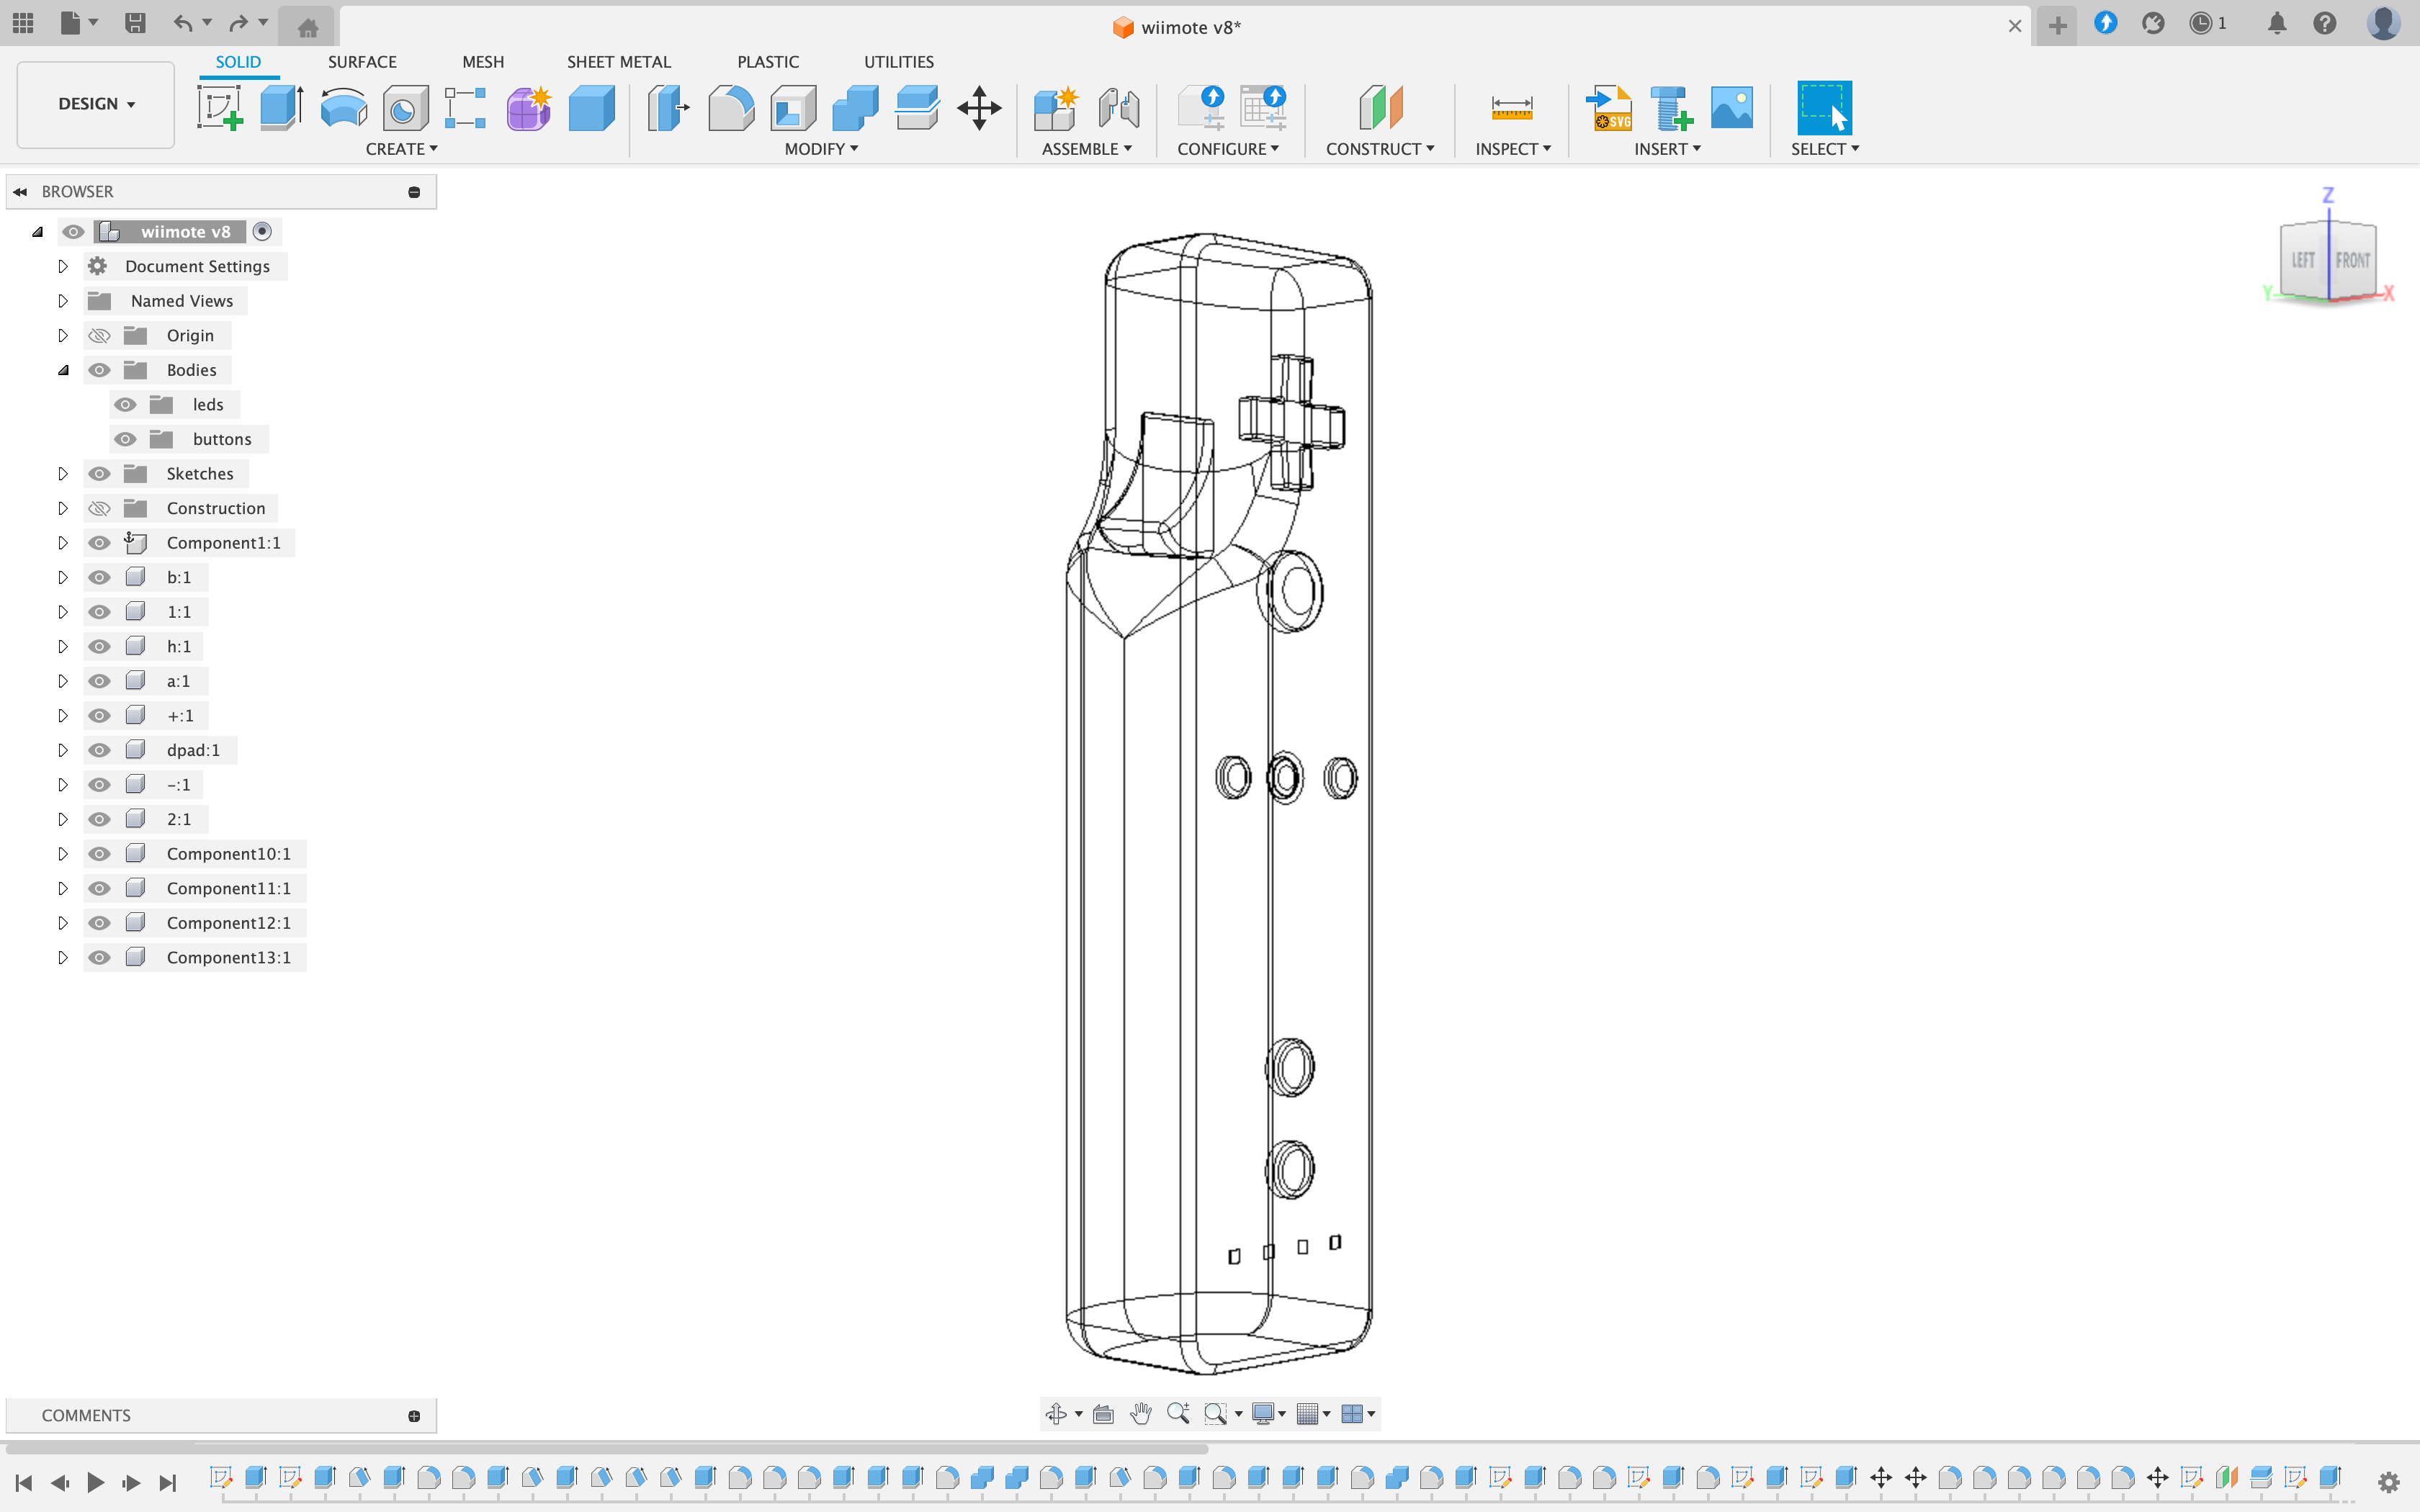 wiimote v8*
1
SOLID
SURFACE
MESH
SHEET METAL
PLASTIC
UTILITIES
DESIGN
CREATE
MODIFY
ASSEMBLE
CONFIGURE
CONSTRUCT
INSPECT
INSERT
SVG
SELECT
BROWSER
wiimote v8
Document Settings
Named Views
Origin
Bodies
leds
buttons
Sketches
Construction
Component1:1
b:1
1:1
h:1
a:1
+:1
dpad:1
-:1
2:1
Component10:1
Component11:1
Component12:1
Component13:1
Z
LEFT
FRONT
Y
X
COMMENTS